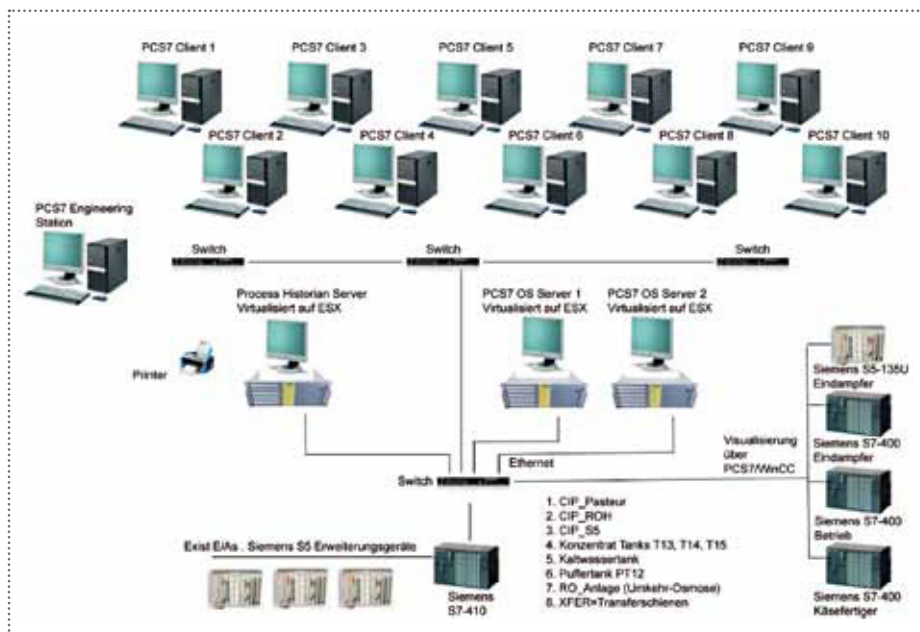 PCS7 Client 1
PCS7 Client 3
PCS7 Client 5
PCS7 Client 7
PCS7 Client 9
PCS7 Client 2
PCS7 Client 4
PCS7 Client 6
PCS7 Client 8
PCS7 Client 10
PCS7 Engineering
Station
Switch
Switch
Switch
Process Historian Server
Virtualisiert auf ESX
PCS7 OS Server 1
Virtualisiert auf ESX
PCS7 OS Server 2
Virtualisiert auf ESX
Printer
Siemens S5-135U
Eindampfer
Siemens S7-400
Eindampfer
Visualisierung
über
PCS7/WinCC
Ethernet
Switch
Siemens S7-400
Betrieb
1. CIP_Pasteur
2. CIP_ROH
3. CIP_S5
4. Konzentrat Tanks T13, T14, T15
5. Kaltwassertank
6. Puffertank PT12
7. RO_Anlage (Umkehr-Osmose)
8. XFER=Transferschienen
Exist E/As . Siemens S5 Erweiterungsgeräte
Siemens
S7-410
Siemens S7-400
Käsefertiger